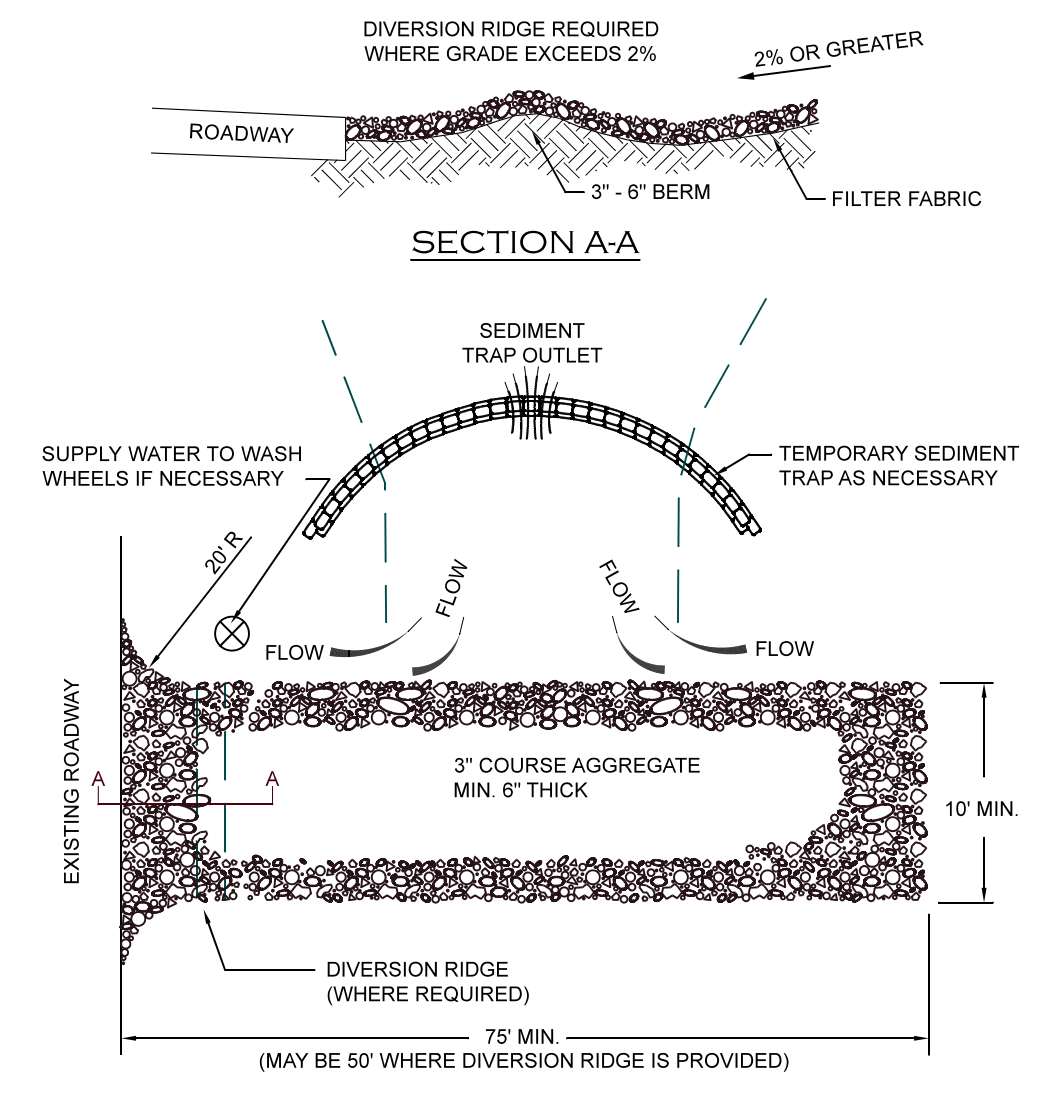 DIVERSION RIDGE REQUIRED
WHERE GRADE EXCEEDS 2%
2% OR GREATER
ROADWAY
3" - 6" BERM
FILTER FABRIC
SECTION A-A
SEDIMENT
TRAP OUTLET
SUPPLY WATER TO WASH
WHEELS IF NECESSARY
TEMPORARY SEDIMENT
TRAP AS NECESSARY
20' R
FLOW
FLOW
FLOW
FLOW
EXISTING ROADWAY
A
A
3" COURSE AGGREGATE
MIN. 6" THICK
10' MIN.
DIVERSION RIDGE
(WHERE REQUIRED)
75' MIN.
(MAY BE 50' WHERE DIVERSION RIDGE IS PROVIDED)